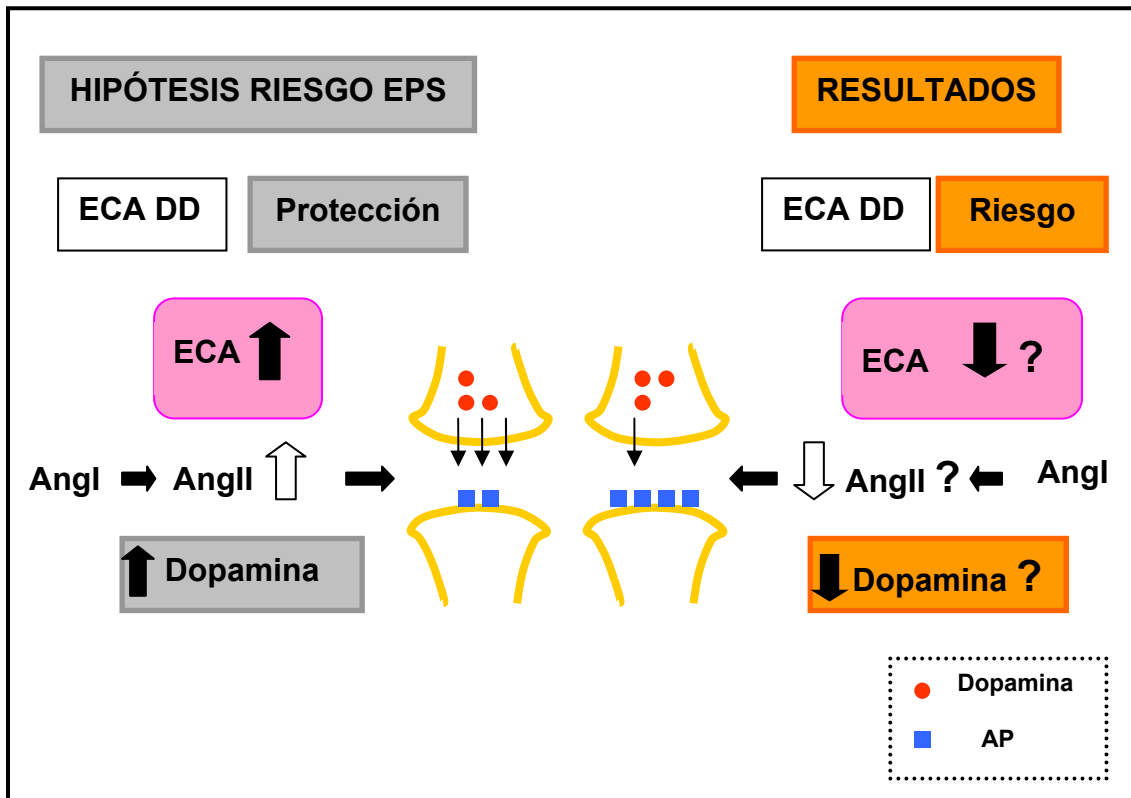 HIPÓTESIS RIESGO EPS
RESULTADOS
ECA DD
Protección
ECA DD
Riesgo
ECA
ECA ?
AngI
AngII
AngII ?
AngI
Dopamina
Dopamina ?
Dopamina
AP